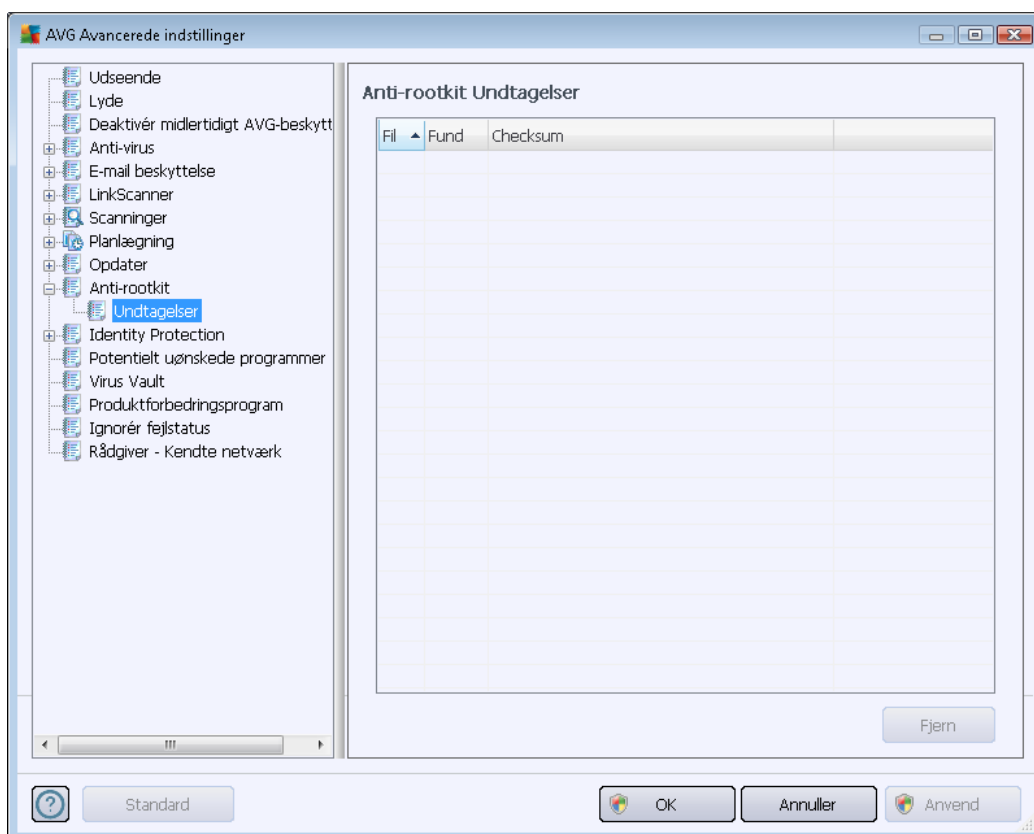 AVG Avancerede indstillinger
Udseende
Lyde
Deaktivér midlertidigt AVG-beskytt
Anti-virus
E-mail beskyttelse
LinkScanner
Scanninger
Planlægning
Opdater
Anti-rootkit
Undtagelser
Identity Protection
Potentielt uønskede programmer
Virus Vault
Produktforbedringsprogram
Ignorér fejlstatus
Rådgiver - Kendte netværk
Anti-rootkit Undtagelser
Fil Fund Checksum
Fjern
Standard OK Annuller Anvend